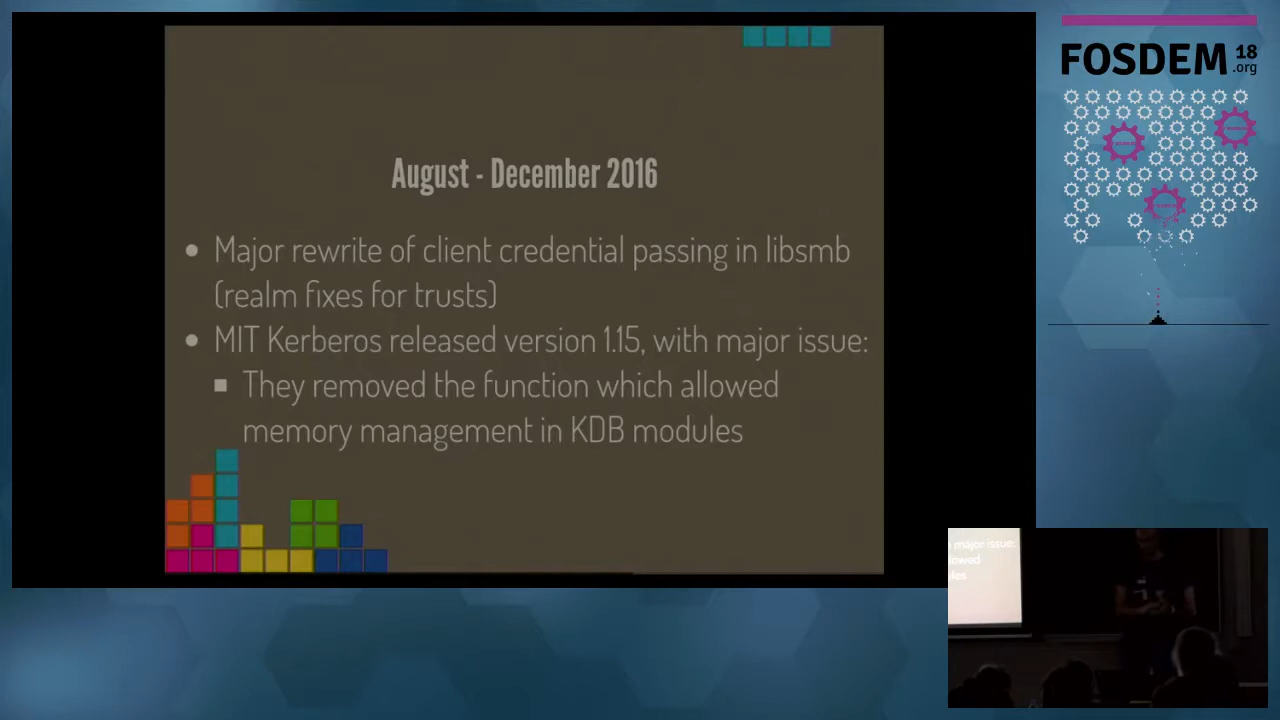 August - December 2016
• Major rewrite of client credential passing in libsmb
(realm fixes for trusts)
• MIT Kerberos released version 1.15, with major issue:
■ They removed the function which allowed
memory management in KDB modules
FOSDEM 18
.org
major issue: